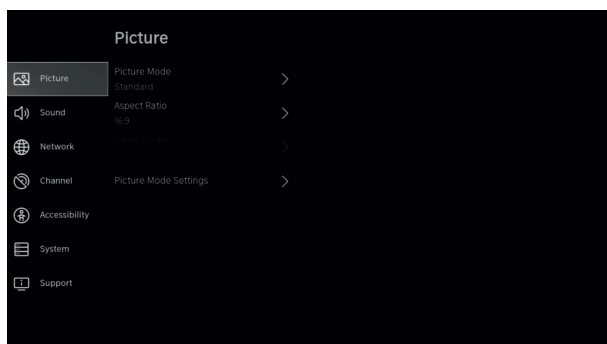 Picture
Picture
Sound
Network
Channel
Accessibility
System
Support
Picture Mode
Standard
Aspect Ratio
16:9
Picture Mode Settings